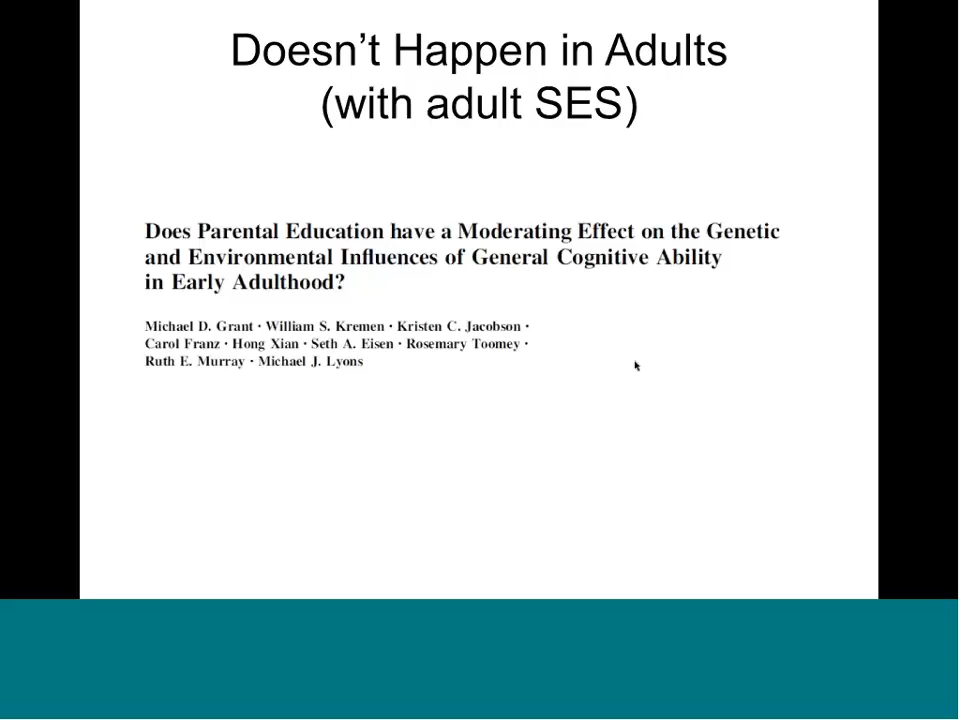 Doesn’t Happen in Adults
(with adult SES)
Does Parental Education have a Moderating Effect on the Genetic
and Environmental Influences of General Cognitive Ability
in Early Adulthood?
Michael D. Grant · William S. Kremen · Kristen C. Jacobson ·
Carol Franz · Hong Xian · Seth A. Eisen · Rosemary Toomey ·
Ruth E. Murray · Michael J. Lyons